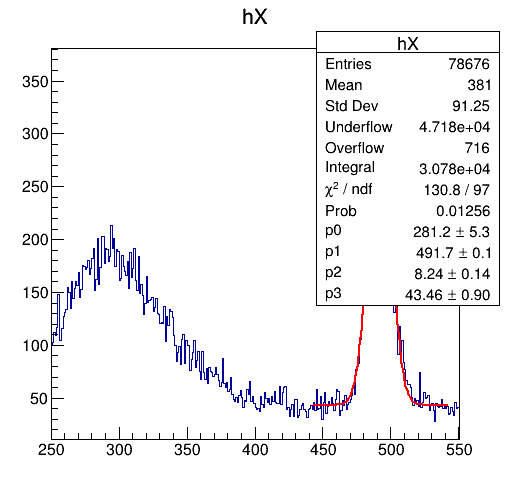 hX
hX
Entries 78676
Mean 381
Std Dev 91.25
Underflow 4.718e+04
Overflow 716
Integral 3.078e+04
χ² / ndf 130.8 / 97
Prob 0.01256
p0 281.2 ± 5.3
p1 491.7 ± 0.1
p2 8.24 ± 0.14
p3 43.46 ± 0.90
350
300
250
200
150
100
50
250 300 350 400 450 500 550